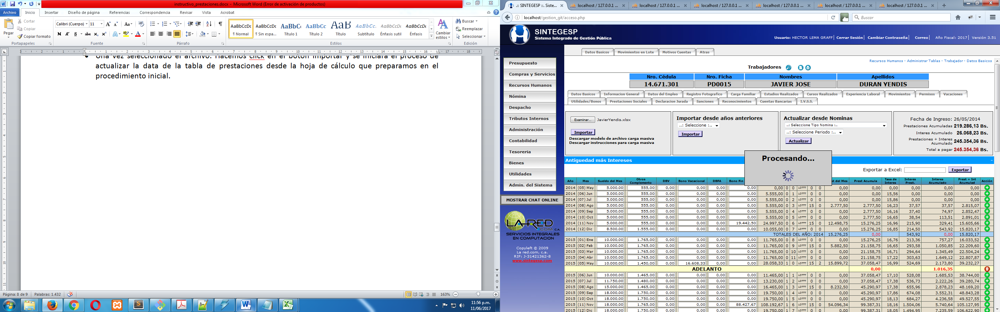 instructivo_prestaciones.docx - Microsoft Word (Error de activación de productos)
Archivo Inicio Insertar Diseño de página Referencias Correspondencia Revisar Vista Acrobat
Pegar
Cortar
Copiar
Copiar formato
Portapapeles
Calibri (Cuerpo) 11
Fuente
Párrafo
AaBbCcDc AaBbCcDc AaBbC AaBbCc AaB AaBbCc. AaBbCcDc AaBbCcDc
¶ Normal ¶ Sin espa... Título 1 Título 2 Título Subtítulo Énfasis sutil Énfasis
Cambiar estilos
Estilos
Buscar
Reemplazar
Seleccionar
Edición
Una vez seleccionado el archivo. Hacemos click en el botón importar y se iniciara el proceso de
actualizar la data de la tabla de prestaciones desde la hoja de cálculo que preparamos en el
procedimiento inicial.
Página: 8 de 9 Palabras: 1.432 163%
11:56 p.m.
11/06/2017
.:: SINTEGESP ::. Siste... localhost / 127.0.0.1 ... localhost / 127.0.0.1 ... localhost / 127.0.0.1 ... localhost / 127.0.0.1 ... localhost / 127.0.0.1 ... localhost / 127.0.0.1 ...
localhost/gestion_git/acceso.php Buscar
SINTEGESP
Sistema Integrado de Gestión Pública
Usuario: HECTOR LEMA GRAFF | Cerrar Sesión | Cambiar Contraseña | Correo | Año Fiscal: 2017 | Versión 3.51
Datos Basicos Movimientos en Lote Motivos Cuentas Atras
Presupuesto
Compras y Servicios
Recursos Humanos
Nómina
Despacho
Tributos Internos
Administración
Contabilidad
Tesoreria
Bienes
Utilidades
Admin. del Sistema
MOSTRAR CHAT ONLINE
LA RED
.COM, C.A.
SERVICIOS INTEGRALES
EN COMPUTACION
Copyleft © 2009
La red.com, c.a.
RIF: J-31421362-8
www.sintegesp.com
Recursos Humanos - Administrar Tablas - Trabajador - Datos Basicos
Trabajadores
Nro. Cédula Nro. Ficha Nombres Apellidos
14.671.301 PD0015 JAVIER JOSE DURAN YENDIS
Datos Basicos Informacion General Datos del Empleo Registro Fotografico Carga Familiar Estudios Realizados Cursos Realizados Experiencia Laboral Movimientos Permisos Vacaciones
Utilidades/Bonos Prestaciones Sociales Declaracion Jurada Sanciones Reconocimientos Cuentas Bancarias I.V.S.S.
Examinar... JavierYendis.xlsx
Importar
Descargar modelo de archivo carga masiva
Descargar instrucciones para carga masiva
Importar desde años anteriores
..: Seleccione :..
Importar
Actualizar desde Nominas
..: Seleccione Tipo Nomina :..
..: Seleccione Periodo :..
Actualizar
Fecha de Ingreso: 26/05/2014
Prestaciones Acumuladas 219.286,13 Bs.
Interes Acumulado 26.068,23 Bs.
Prestaciones + Interes Acumulado 245.354,36 Bs.
Total a pagar 245.354,36 Bs.
Procesando...
Antiguedad más Intereses -
Exportar a Excel: Exportar
Año Mes Sueldo del Mes Otros Complemento DBV Bono Vacacional DBFA Bono Fin st del Mes Prest Acumula Tasa de Interes Interes Prest. Interes Acumulado Prest + Int Acumulad Acción
2014 (05) May 5.000,00 555,00 0,00 0,00 0,00 0,00 0,00 0 0 LOTTT 0 0 0,00 0,00 0,00 0,00 0,00 0,00
2014 (06) Jun 5.000,00 555,00 0,00 0,00 0,00 0,00 5.555,00 0 1 LOTTT 0 0 0,00 0,00 15,56 0,00 0,00 0,00
2014 (07) Jul 5.000,00 555,00 0,00 0,00 0,00 0,00 5.555,00 0 2 LOTTT 0 0 0,00 0,00 15,86 0,00 0,00 0,00
2014 (08) Ago 5.000,00 555,00 0,00 0,00 0,00 0,00 5.555,00 0 3 LOTTT 15 0 2.777,50 2.777,50 16,23 37,57 37,57 2.815,07
2014 (09) Sep 5.000,00 555,00 0,00 0,00 0,00 0,00 5.555,00 0 4 LOTTT 0 0 0,00 2.777,50 16,16 37,40 74,97 2.852,47
2014 (10) Oct 5.000,00 555,00 0,00 0,00 0,00 0,00 5.555,00 0 5 LOTTT 0 0 0,00 2.777,50 16,65 38,54 113,51 2.891,01
2014 (11) Nov 5.000,00 555,00 0,00 0,00 0,00 19.442,50 24.997,50 0 6 LOTTT 15 0 12.498,75 15.276,25 16,96 215,90 329,41 15.605,66
2014 (12) Dic 8.500,00 1.555,00 0,00 0,00 0,00 0,00 10.055,00 0 7 LOTTT 0 0 0,00 15.276,25 16,85 214,50 543,92 15.820,17
TOTALES DEL AÑO: 2014 15.276,25 0,00 543,92 0,00 15.820,17
2015 (01) Ene 10.000,00 1.765,00 0,00 0,00 0,00 0,00 11.765,00 0 8 LOTTT 0 0 0,00 15.276,25 16,76 213,36 757,27 16.033,52
2015 (02) Feb 10.000,00 1.765,00 0,00 0,00 0,00 0,00 11.765,00 0 9 LOTTT 15 0 5.882,50 21.158,75 16,65 293,58 1.050,85 22.209,60
2015 (03) Mar 10.000,00 1.765,00 0,00 0,00 0,00 0,00 11.765,00 0 10 LOTTT 0 0 0,00 21.158,75 16,71 294,64 1.345,49 22.504,24
2015 (04) Abr 10.000,00 1.765,00 0,00 0,00 0,00 0,00 11.765,00 0 11 LOTTT 0 0 0,00 21.158,75 17,22 303,63 1.649,12 22.807,87
2015 (05) May 10.000,00 1.450,00 0,00 16.608,33 0,00 0,00 28.058,33 1 0 LOTTT 15 2 15.899,72 37.058,47 16,99 524,69 2.173,80 39.232,27
ADELANTO 0,00 1.016,35
2015 (06) Jun 10.000,00 1.465,00 0,00 0,00 0,00 0,00 11.465,00 1 1 LOTTT 0 0 0,00 37.058,47 17,10 528,08 1.685,53 38.744,00
2015 (07) Jul 11.750,00 1.480,00 0,00 0,00 0,00 0,00 13.230,00 1 2 LOTTT 0 0 0,00 37.058,47 17,38 536,73 2.222,26 39.280,74
2015 (08) Ago 15.000,00 1.465,00 0,00 0,00 0,00 0,00 16.465,00 1 3 LOTTT 15 0 8.232,50 45.290,97 17,38 655,96 2.878,23 48.169,20
2015 (09) Sep 18.000,00 1.750,00 0,00 0,00 0,00 0,00 19.750,00 1 4 LOTTT 0 0 0,00 45.290,97 17,86 674,08 3.552,31 48.843,28
2015 (10) Oct 18.000,00 1.750,00 0,00 0,00 0,00 0,00 19.750,00 1 5 LOTTT 0 0 0,00 45.290,97 18,13 684,27 4.236,58 49.527,55
2015 (11) Nov 18.000,00 1.750,00 0,00 0,00 0,00 88.427,67 108.192,67 1 6 LOTTT 15 0 54.096,34 99.387,31 18,16 1.504,06 5.740,64 105.127,95
2015 (12) Dic 18.000,00 1.750,00 0,00 0,00 0,00 0,00 19.750,00 1 7 LOTTT 0 0 0,00 99.387,31 18,05 1.494,95 7.235,59 106.622,90